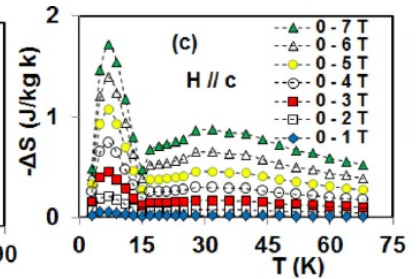 2
-ΔS (J/kg k)
(c)
H // c
0 - 7 T
0 - 6 T
0 - 5 T
0 - 4 T
0 - 3 T
0 - 2 T
0 - 1 T
1
0
0 15 30 45 60 75
T (K)